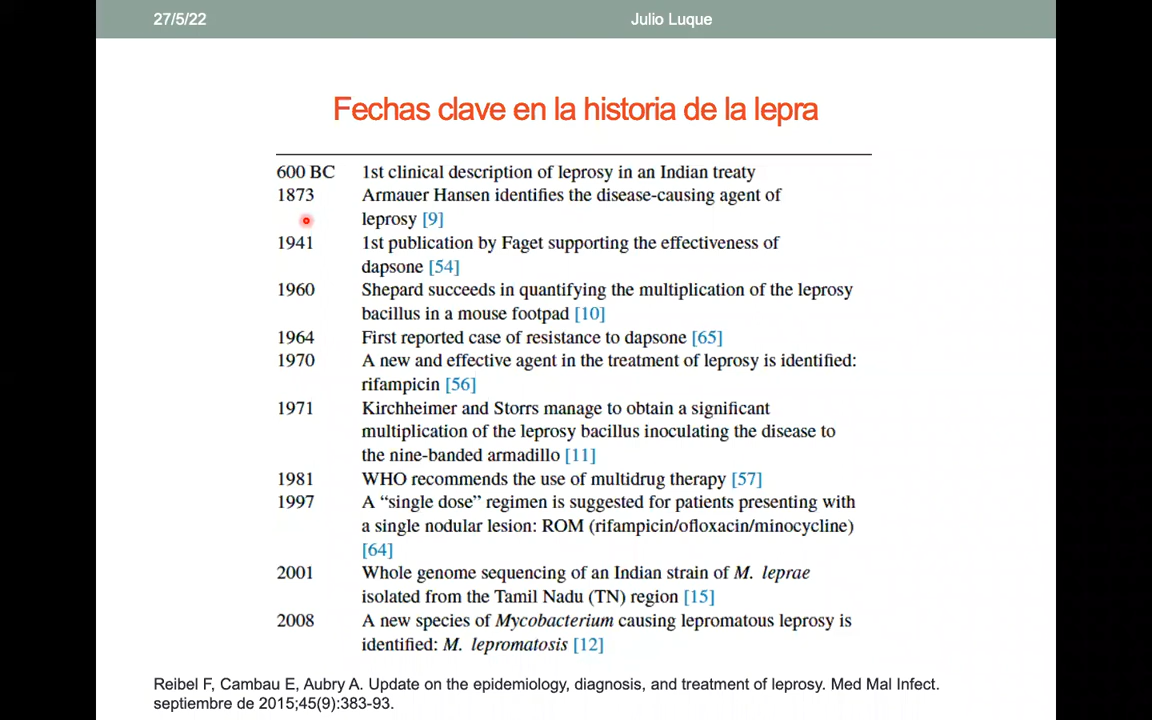 27/5/22
Julio Luque
Fechas clave en la historia de la lepra
600 BC 1st clinical description of leprosy in an Indian treaty
1873 Armauer Hansen identifies the disease-causing agent of
leprosy [9]
1941 1st publication by Faget supporting the effectiveness of
dapsone [54]
1960 Shepard succeeds in quantifying the multiplication of the leprosy
bacillus in a mouse footpad [10]
1964 First reported case of resistance to dapsone [65]
1970 A new and effective agent in the treatment of leprosy is identified:
rifampicin [56]
1971 Kirchheimer and Storrs manage to obtain a significant
multiplication of the leprosy bacillus inoculating the disease to
the nine-banded armadillo [11]
1981 WHO recommends the use of multidrug therapy [57]
1997 A “single dose” regimen is suggested for patients presenting with
a single nodular lesion: ROM (rifampicin/ofloxacin/minocycline)
[64]
2001 Whole genome sequencing of an Indian strain of M. leprae
isolated from the Tamil Nadu (TN) region [15]
2008 A new species of Mycobacterium causing lepromatous leprosy is
identified: M. lepromatosis [12]
Reibel F, Cambau E, Aubry A. Update on the epidemiology, diagnosis, and treatment of leprosy. Med Mal Infect.
septiembre de 2015;45(9):383-93.